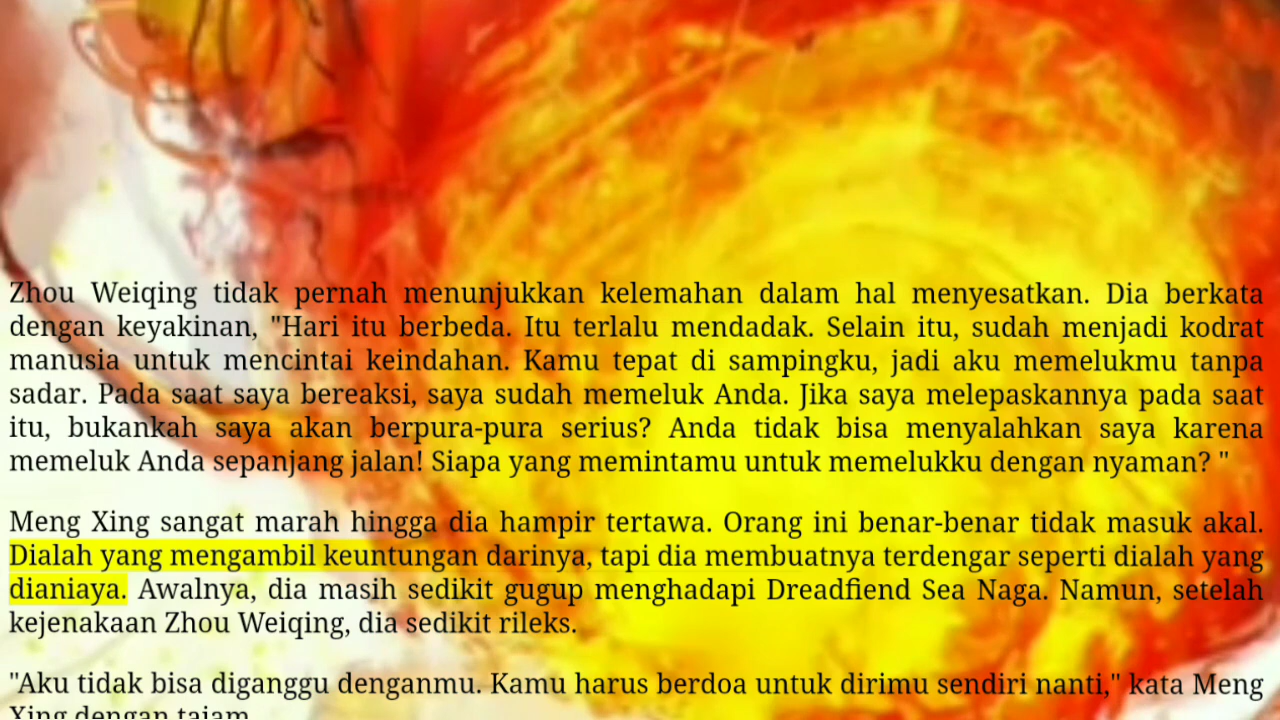 Zhou Weiqing tidak pernah menunjukkan kelemahan dalam hal menyesatkan. Dia berkata
dengan keyakinan, "Hari itu berbeda. Itu terlalu mendadak. Selain itu, sudah menjadi kodrat
manusia untuk mencintai keindahan. Kamu tepat di sampingku, jadi aku memelukmu tanpa
sadar. Pada saat saya bereaksi, saya sudah memeluk Anda. Jika saya melepaskannya pada saat
itu, bukankah saya akan berpura-pura serius? Anda tidak bisa menyalahkan saya karena
memeluk Anda sepanjang jalan! Siapa yang memintamu untuk memelukku dengan nyaman? "
Meng Xing sangat marah hingga dia hampir tertawa. Orang ini benar-benar tidak masuk akal.
Dialah yang mengambil keuntungan darinya, tapi dia membuatnya terdengar seperti dialah yang
dianiaya. Awalnya, dia masih sedikit gugup menghadapi Dreadfiend Sea Naga. Namun, setelah
kejenakaan Zhou Weiqing, dia sedikit rileks.
"Aku tidak bisa diganggu denganmu. Kamu harus berdoa untuk dirimu sendiri nanti," kata Meng
Xing dengan tajam.